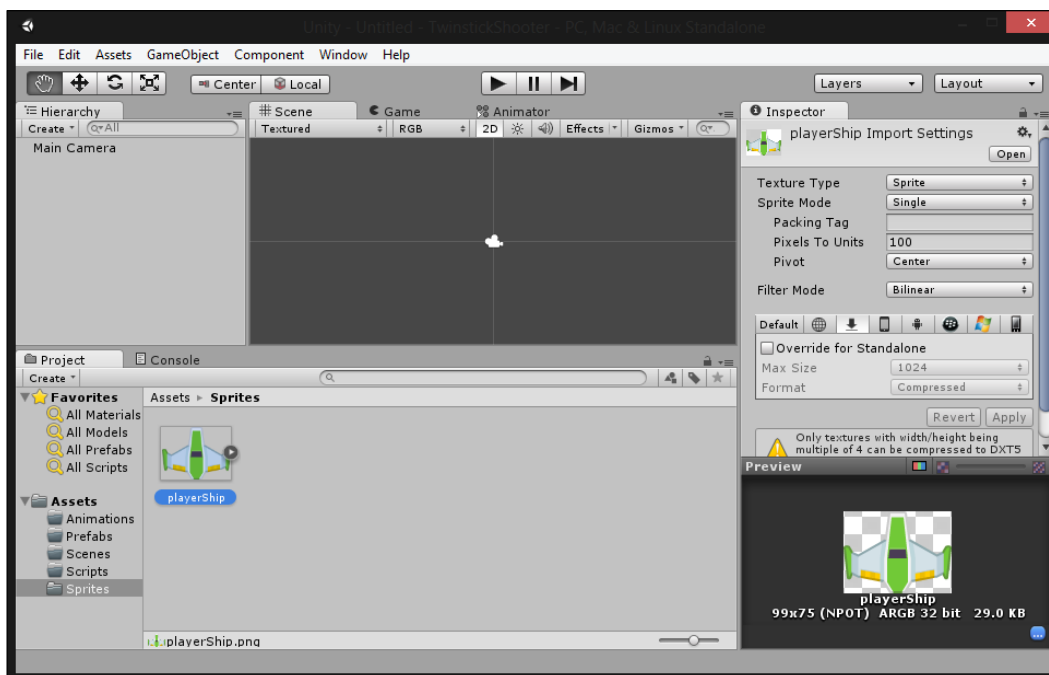 Unity - Untitled - TwinstickShooter - PC, Mac & Linux Standalone
File Edit Assets GameObject Component Window Help
Center Local Layers Layout
Hierarchy
Create All
Main Camera
Scene Game Animator
Textured RGB 2D Effects Gizmos
Inspector
playerShip Import Settings
Open
Texture Type Sprite
Sprite Mode Single
Packing Tag
Pixels To Units 100
Pivot Center
Filter Mode Bilinear
Default
Override for Standalone
Max Size 1024
Format Compressed
Revert Apply
Only textures with width/height being
multiple of 4 can be compressed to DXT5
Project Console
Create
Favorites
All Materials
All Models
All Prefabs
All Scripts
Assets
Animations
Prefabs
Scenes
Scripts
Sprites
Assets ▸ Sprites
playerShip
playerShip.png
Preview
playerShip
99x75 (NPOT) ARGB 32 bit 29.0 KB